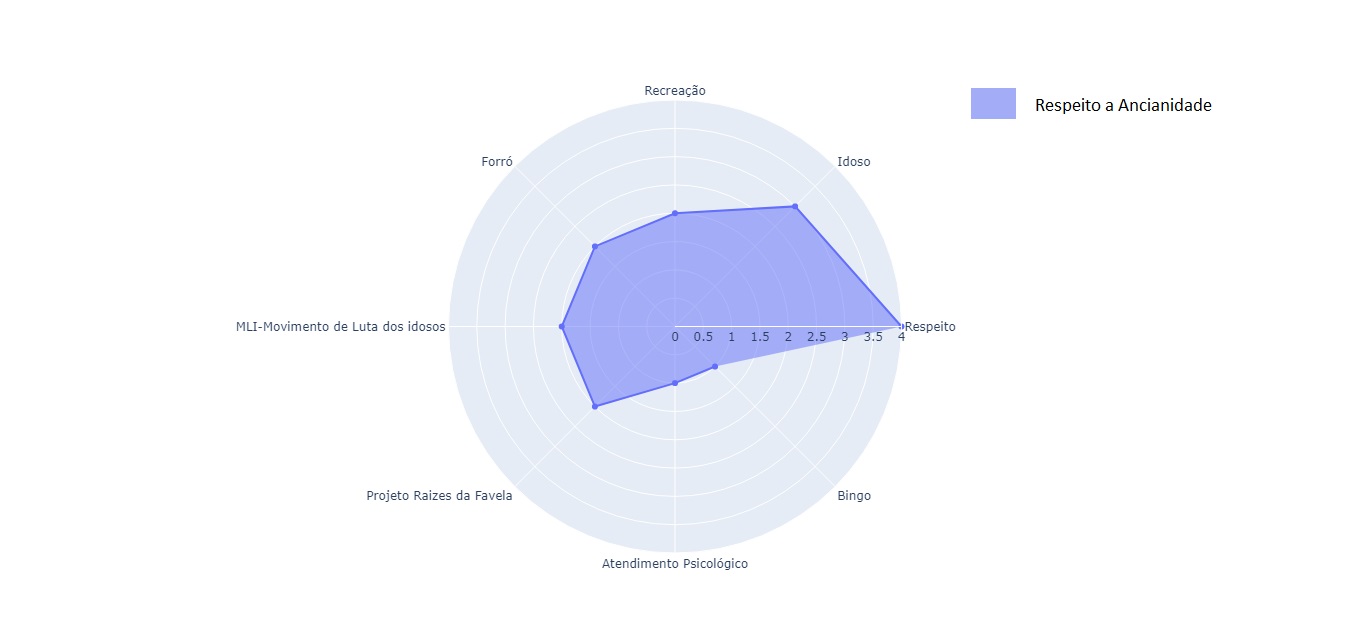 Recreação
Respeito a Ancianidade
Forró
Idoso
MLI-Movimento de Luta dos idosos
Respeito
0 0.5 1 1.5 2 2.5 3 3.5 4
Projeto Raizes da Favela
Bingo
Atendimento Psicológico